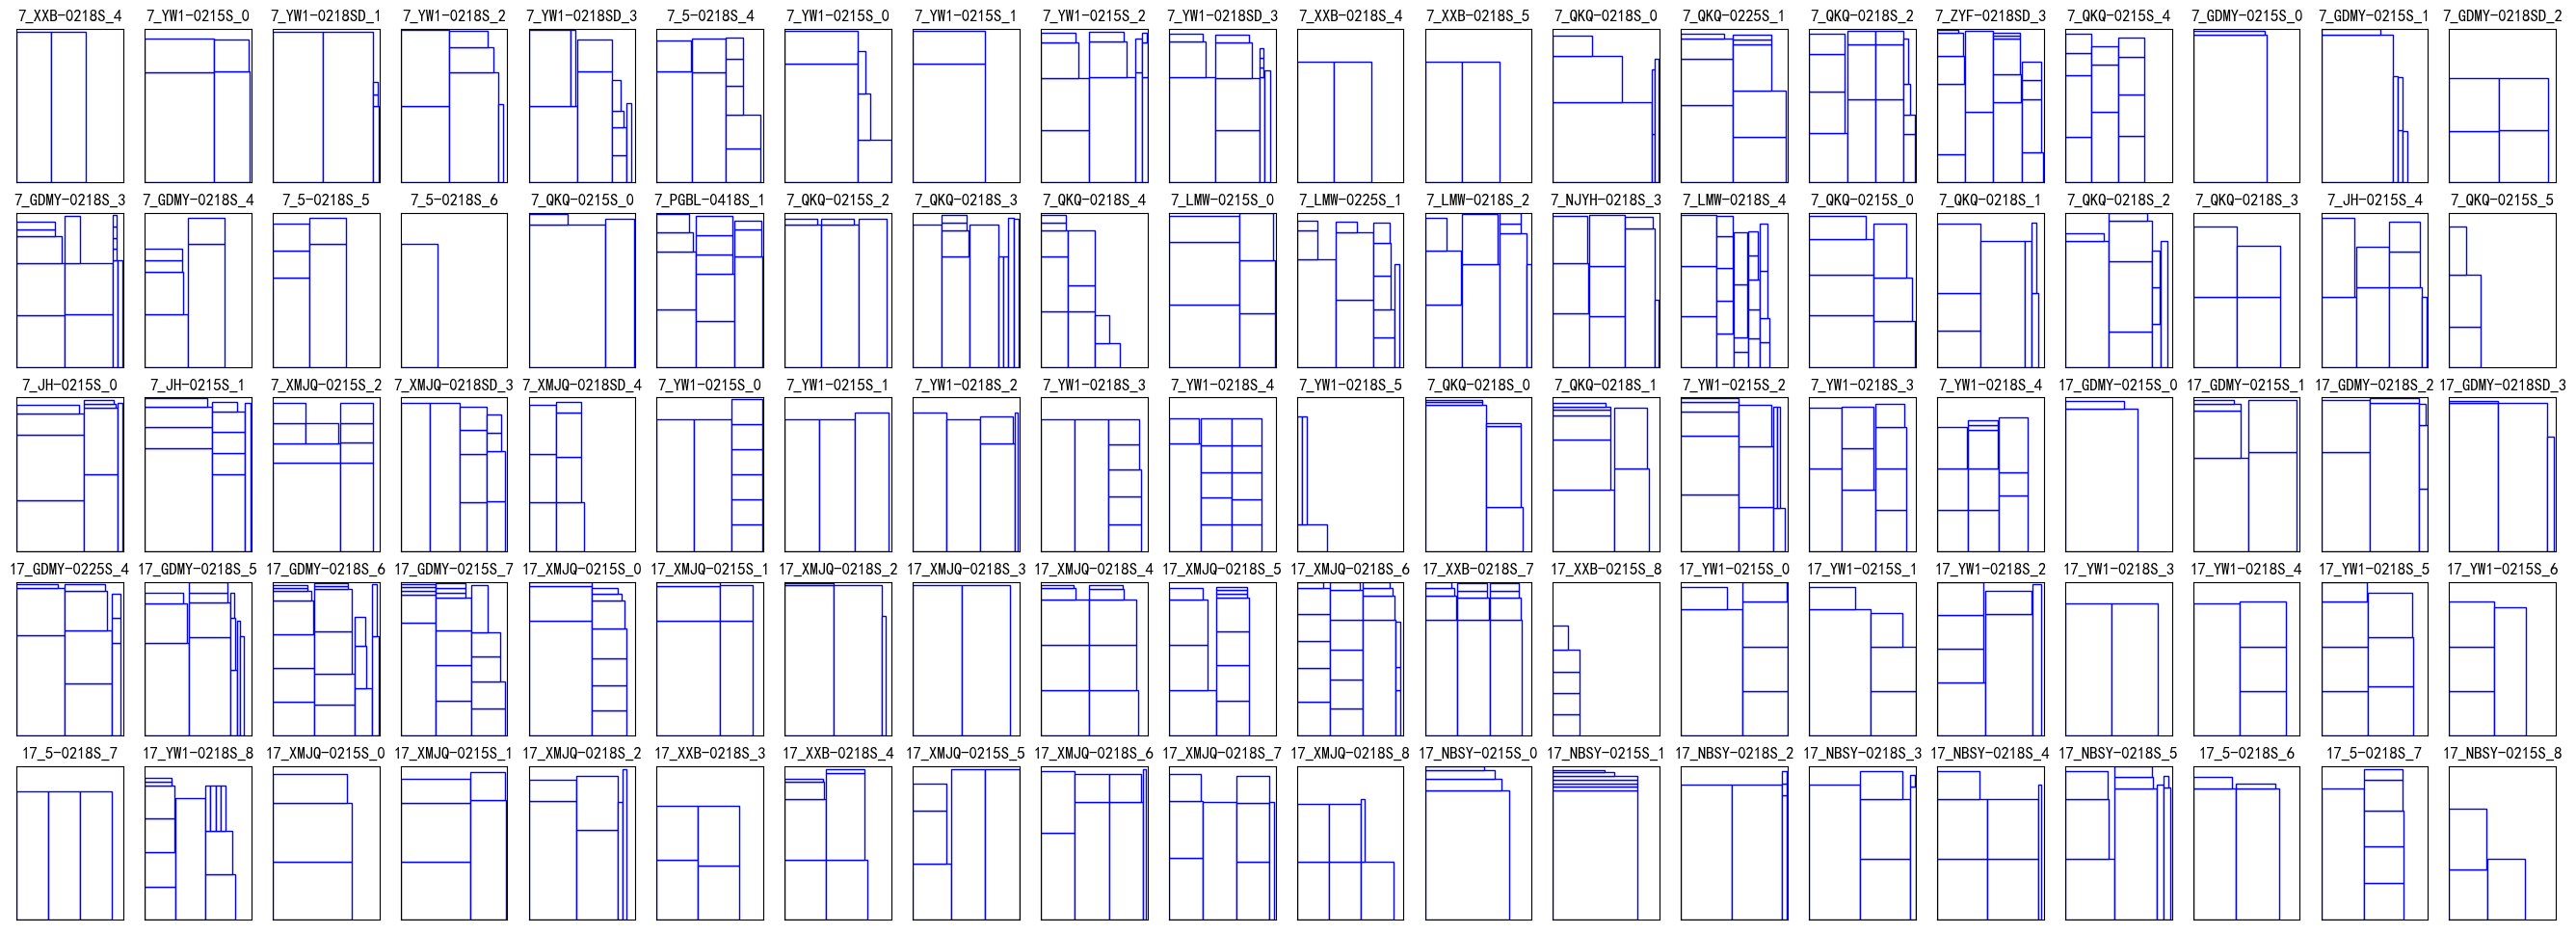 7_XXB-0218S_4 7_YW1-0215S_0 7_YW1-0218SD_1 7_YW1-0218S_2 7_YW1-0218SD_3 7_5-0218S_4 7_YW1-0215S_0 7_YW1-0215S_1 7_YW1-0215S_2 7_YW1-0218SD_3 7_XXB-0218S_4 7_XXB-0218S_5 7_QKQ-0218S_0 7_QKQ-0225S_1 7_QKQ-0218S_2 7_ZYF-0218SD_3 7_QKQ-0215S_4 7_GDMY-0215S_0 7_GDMY-0215S_1 7_GDMY-0218SD_2
7_GDMY-0218S_3 7_GDMY-0218S_4 7_5-0218S_5 7_5-0218S_6 7_QKQ-0215S_0 7_PGBL-0418S_1 7_QKQ-0215S_2 7_QKQ-0218S_3 7_QKQ-0218S_4 7_LMW-0215S_0 7_LMW-0225S_1 7_LMW-0218S_2 7_NJYH-0218S_3 7_LMW-0218S_4 7_QKQ-0215S_0 7_QKQ-0218S_1 7_QKQ-0218S_2 7_QKQ-0218S_3 7_JH-0215S_4 7_QKQ-0215S_5
7_JH-0215S_0 7_JH-0215S_1 7_XMJQ-0215S_2 7_XMJQ-0218SD_3 7_XMJQ-0218SD_4 7_YW1-0215S_0 7_YW1-0215S_1 7_YW1-0218S_2 7_YW1-0218S_3 7_YW1-0218S_4 7_YW1-0218S_5 7_QKQ-0218S_0 7_QKQ-0218S_1 7_YW1-0215S_2 7_YW1-0218S_3 7_YW1-0218S_4 17_GDMY-0215S_0 17_GDMY-0215S_1 17_GDMY-0218S_2 17_GDMY-0218SD_3
17_GDMY-0225S_4 17_GDMY-0218S_5 17_GDMY-0218S_6 17_GDMY-0215S_7 17_XMJQ-0215S_0 17_XMJQ-0215S_1 17_XMJQ-0218S_2 17_XMJQ-0218S_3 17_XMJQ-0218S_4 17_XMJQ-0218S_5 17_XMJQ-0218S_6 17_XXB-0218S_7 17_XXB-0215S_8 17_YW1-0215S_0 17_YW1-0215S_1 17_YW1-0218S_2 17_YW1-0218S_3 17_YW1-0218S_4 17_YW1-0218S_5 17_YW1-0215S_6
17_5-0218S_7 17_YW1-0218S_8 17_XMJQ-0215S_0 17_XMJQ-0215S_1 17_XMJQ-0218S_2 17_XXB-0218S_3 17_XXB-0218S_4 17_XMJQ-0215S_5 17_XMJQ-0218S_6 17_XMJQ-0218S_7 17_XMJQ-0218S_8 17_NBSY-0215S_0 17_NBSY-0215S_1 17_NBSY-0218S_2 17_NBSY-0218S_3 17_NBSY-0218S_4 17_NBSY-0218S_5 17_5-0218S_6 17_5-0218S_7 17_NBSY-0215S_8